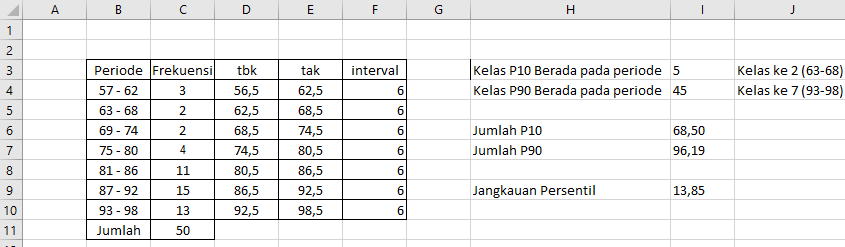 A B C D E F G H I J
1
2
3 Periode Frekuensi tbk tak interval Kelas P10 Berada pada periode 5 Kelas ke 2 (63-68)
4 57 - 62 3 56,5 62,5 6 Kelas P90 Berada pada periode 45 Kelas ke 7 (93-98)
5 63 - 68 2 62,5 68,5 6
6 69 - 74 2 68,5 74,5 6 Jumlah P10 68,50
7 75 - 80 4 74,5 80,5 6 Jumlah P90 96,19
8 81 - 86 11 80,5 86,5 6
9 87 - 92 15 86,5 92,5 6 Jangkauan Persentil 13,85
10 93 - 98 13 92,5 98,5 6
11 Jumlah 50